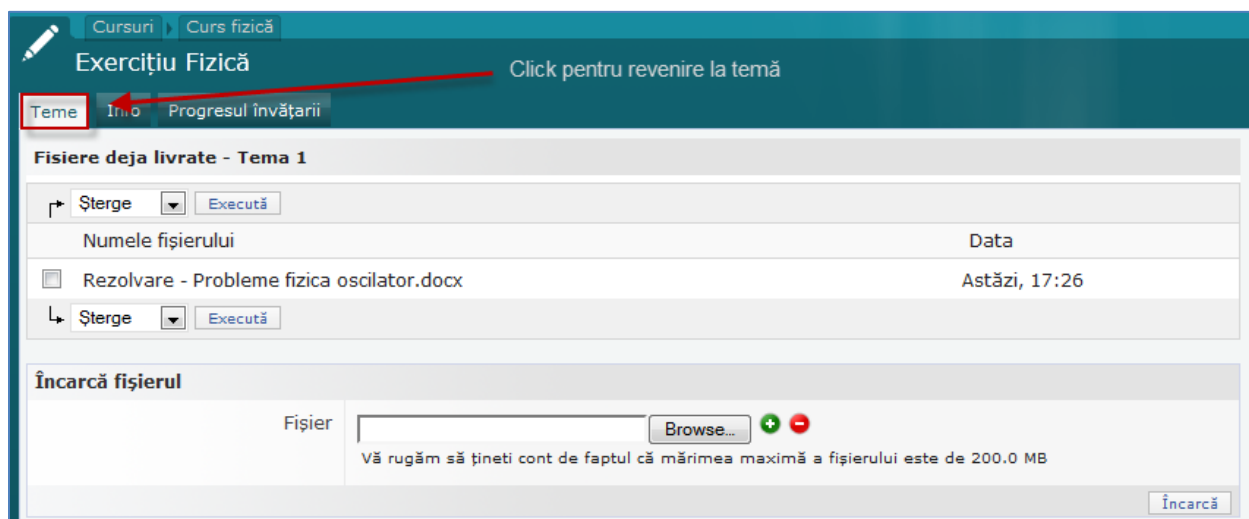 Cursuri Curs fizică
Exercițiu Fizică
Click pentru revenire la temă
Teme Info Progresul învățarii
Fisiere deja livrate - Tema 1
Șterge Execută
Numele fișierului Data
Rezolvare - Probleme fizica oscilator.docx Astăzi, 17:26
Șterge Execută
Încarcă fișierul
Fișier Browse...
Vă rugăm să țineti cont de faptul că mărimea maximă a fișierului este de 200.0 MB
Încarcă